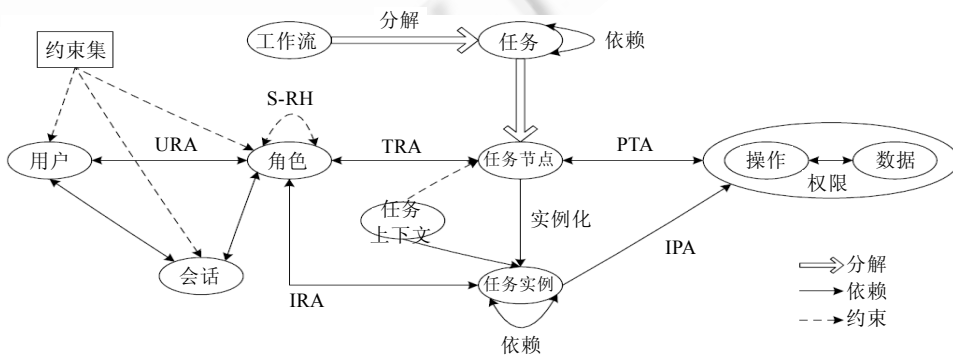 分解
工作流
任务
依赖
约束集
S-RH
URA
TRA
PTA
用户
角色
任务节点
操作
数据
权限
任务
上下文
实例化
IPA
会话
任务实例
IRA
依赖
分解
依赖
约束